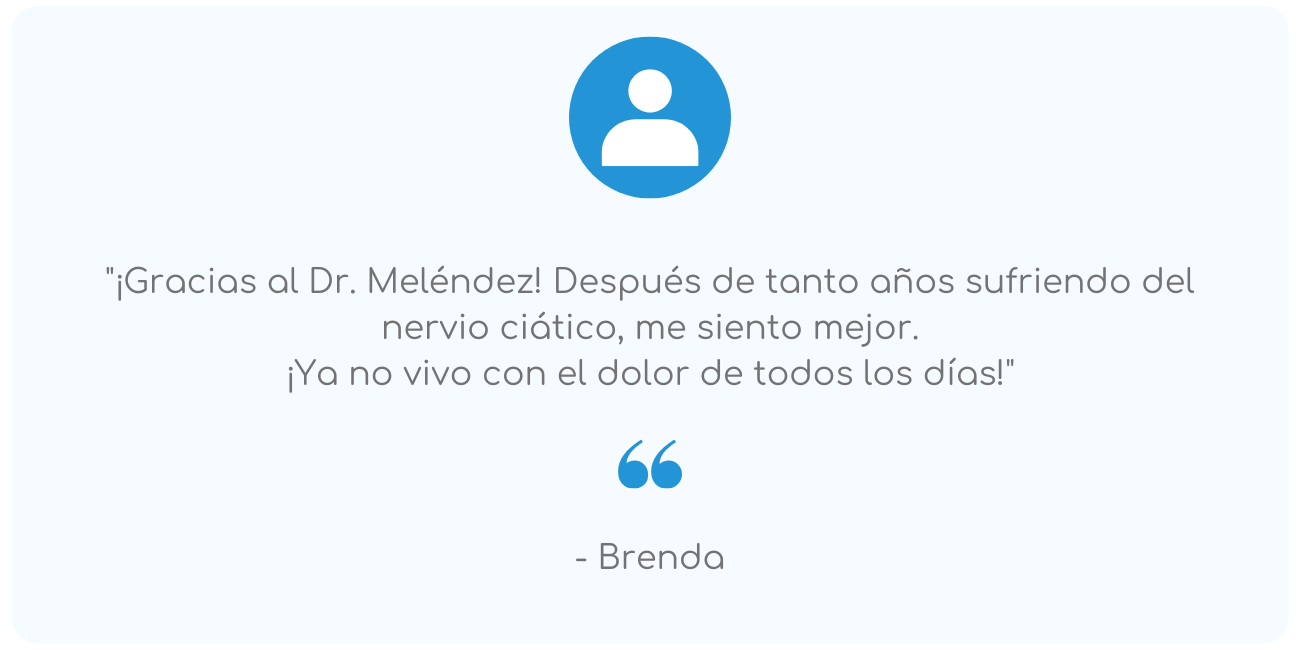 "¡Gracias al Dr. Meléndez! Después de tanto años sufriendo del
nervio ciático, me siento mejor.
¡Ya no vivo con el dolor de todos los días!"
- Brenda